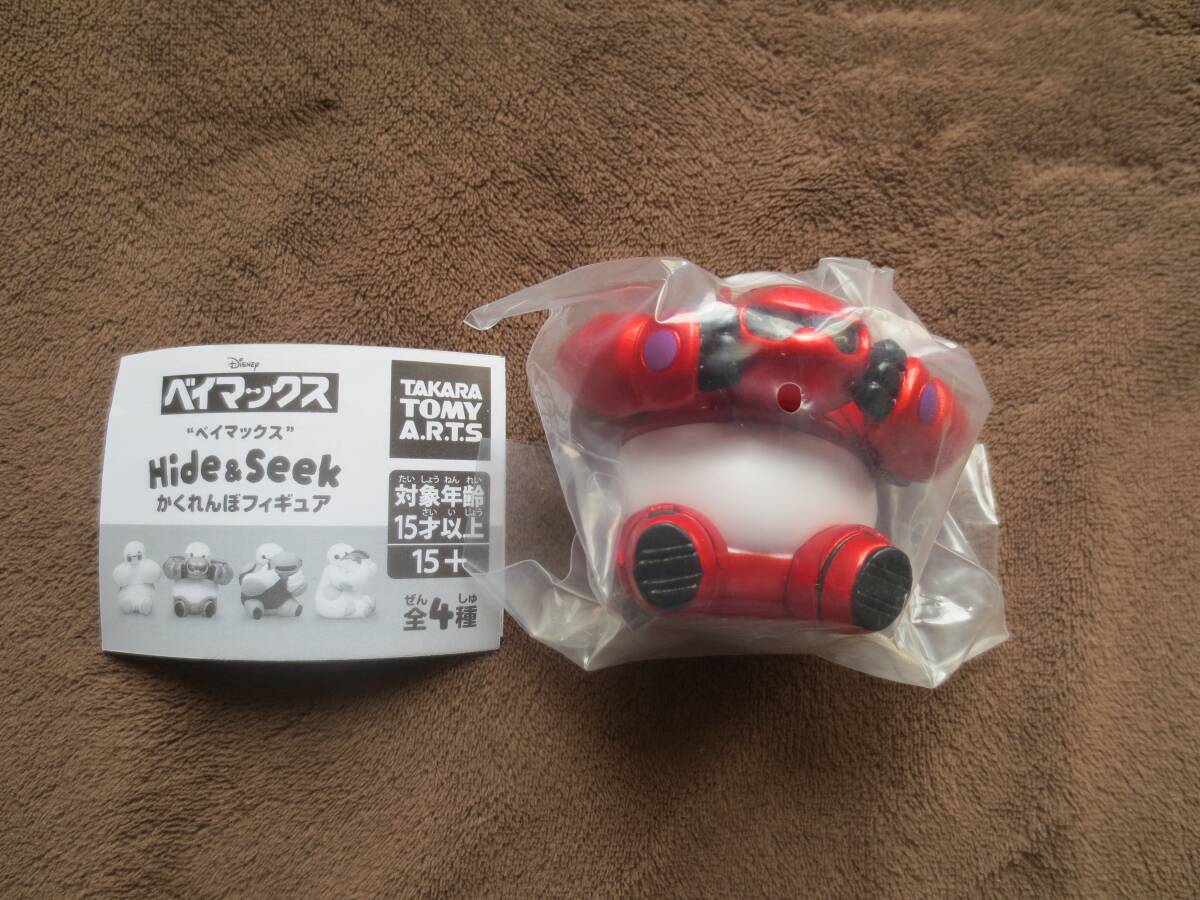 Disney
ベイマックス
"ベイマックス"
Hide&Seek
かくれんぼフィギュア
TAKARA
TOMY
A.R.T.S
たいしょうねんれい
対象年齢
さいいじょう
15才以上
15+
ぜん しゅ
全4種